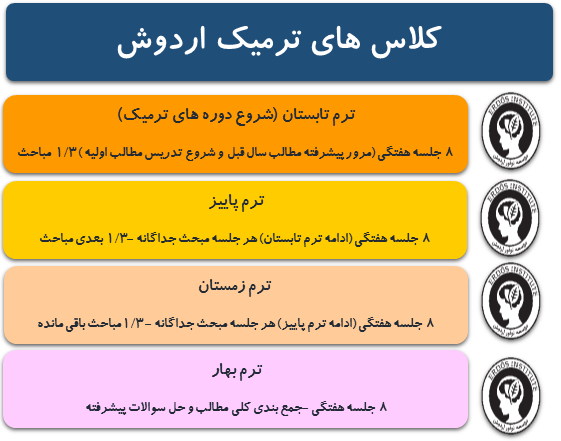 کلاس های ترمیک اردوش
ترم تابستان (شروع دوره های ترمیک)
۸ جلسه هفتگی (مرور پیشرفته مطالب سال قبل و شروع تدریس مطالب اولیه) ۱/۳ مباحث
ERDOS INSTITUTE
ترم پاییز
۸ جلسه هفتگی (ادامه ترم تابستان) هر جلسه مبحث جداگانه -۱/۳ بعدی مباحث
ERDOS INSTITUTE
ترم زمستان
۸ جلسه هفتگی (ادامه ترم پاییز) هر جلسه مبحث جداگانه -۱/۳ مباحث باقی مانده
ERDOS INSTITUTE
ترم بهار
۸ جلسه هفتگی -جمع بندی کلی مطالب و حل سوالات پیشرفته
ERDOS INSTITUTE